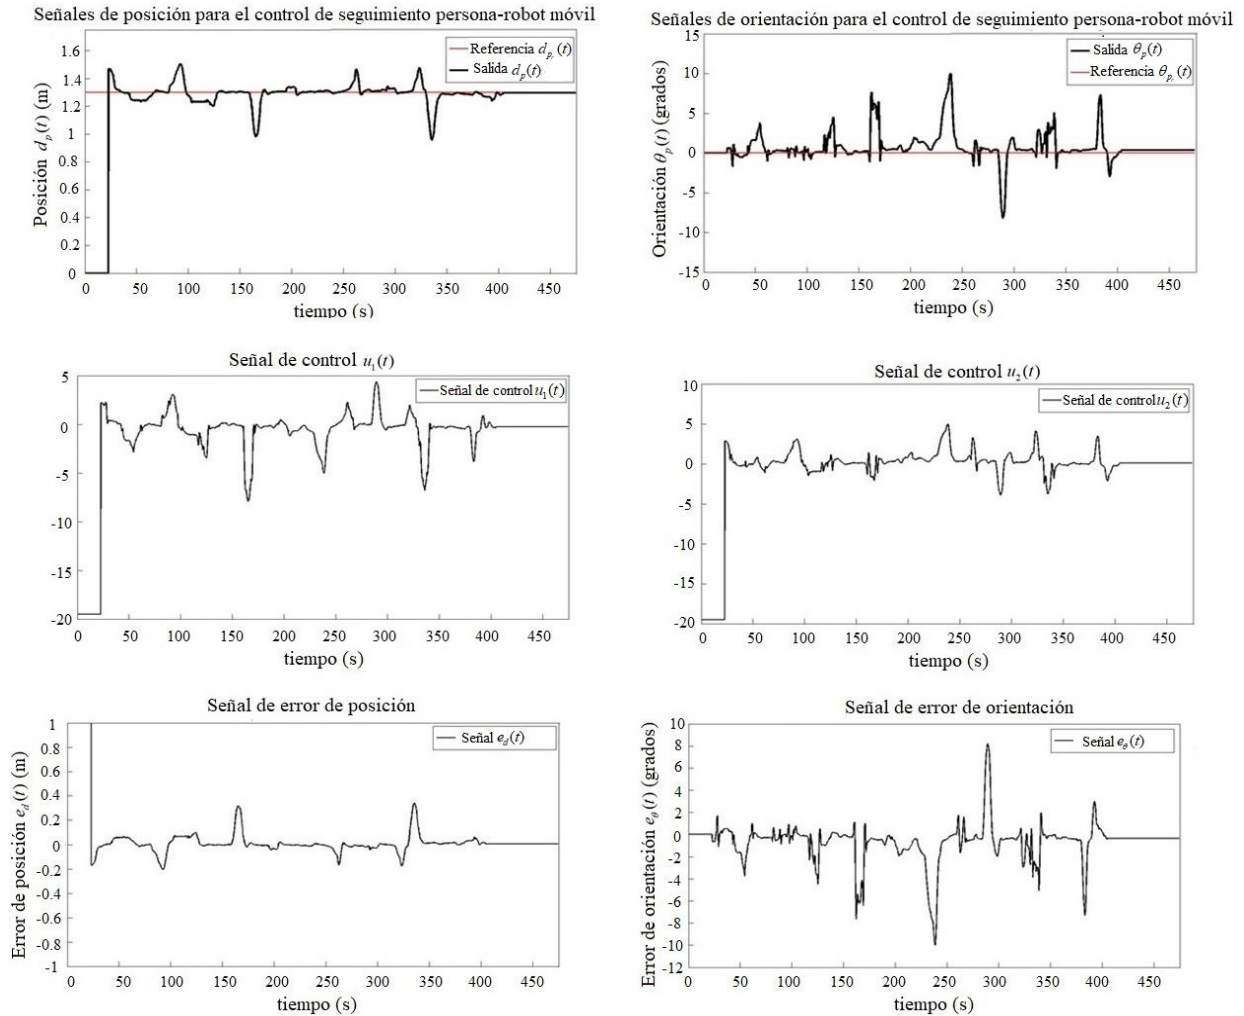 Señales de posición para el control de seguimiento persona-robot móvil
1.6
1.4
1.2
1
0.8
0.6
0.4
0.2
0
Posición d_p(t) (m)
Referencia d_{p_r}(t)
Salida d_p(t)
0 50 100 150 200 250 300 350 400 450
tiempo (s)
Señales de orientación para el control de seguimiento persona-robot móvil
15
10
5
0
-5
-10
-15
Orientación θ_p(t) (grados)
Salida θ_p(t)
Referencia θ_{p_r}(t)
0 50 100 150 200 250 300 350 400 450
tiempo (s)
Señal de control u_1(t)
5
0
-5
-10
-15
-20
Señal de control u_1(t)
0 50 100 150 200 250 300 350 400 450
tiempo (s)
Señal de control u_2(t)
10
5
0
-5
-10
-15
-20
Señal de control u_2(t)
0 50 100 150 200 250 300 350 400 450
tiempo (s)
Señal de error de posición
1
0.8
0.6
0.4
0.2
0
-0.2
-0.4
-0.6
-0.8
-1
Error de posición e_d(t) (m)
Señal e_d(t)
0 50 100 150 200 250 300 350 400 450
tiempo (s)
Señal de error de orientación
10
8
6
4
2
0
-2
-4
-6
-8
-10
-12
Error de orientación e_θ(t) (grados)
Señal e_θ(t)
0 50 100 150 200 250 300 350 400 450
tiempo (s)